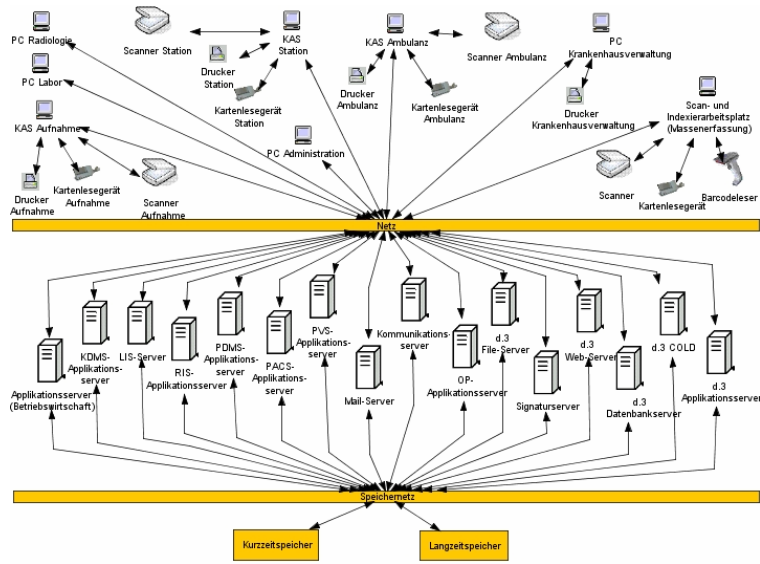 PC Radiologie
Scanner Station
KAS
Station
KAS Ambulanz
Scanner Ambulanz
PC
Krankenhausverwaltung
PC Labor
Drucker
Station
Kartenlesegerät
Station
Drucker
Ambulanz
Kartenlesegerät
Ambulanz
Drucker
Krankenhausverwaltung
Scan- und
Indexierarbeitsplatz
(Massenerfassung)
KAS Aufnahme
PC Administration
Drucker
Aufnahme
Kartenlesegerät
Aufnahme
Scanner
Aufnahme
Scanner
Kartenlesegerät
Barcodeleser
Netz
Applikationsserver
(Betriebswirtschaft)
KDMS-
Applikations-
server
LIS-Server
RIS-
Applikationsserver
PDMS-
Applikations-
server
PACS-
Applikations-
server
PVS-
Applikations-
server
Mail-Server
Kommunikations-
server
OP-
Applikationsserver
d.3
File-Server
Signaturserver
d.3
Web-Server
d.3
Datenbankserver
d.3 COLD
d.3
Applikationsserver
Speichernetz
Kurzzeitspeicher
Langzeitspeicher